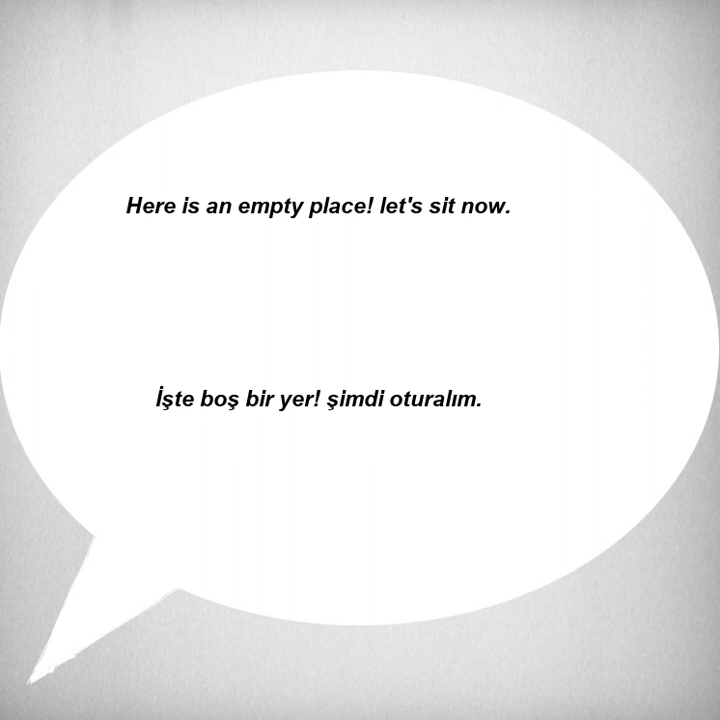 Here is an empty place! let's sit now.
İşte boş bir yer! şimdi oturalım.